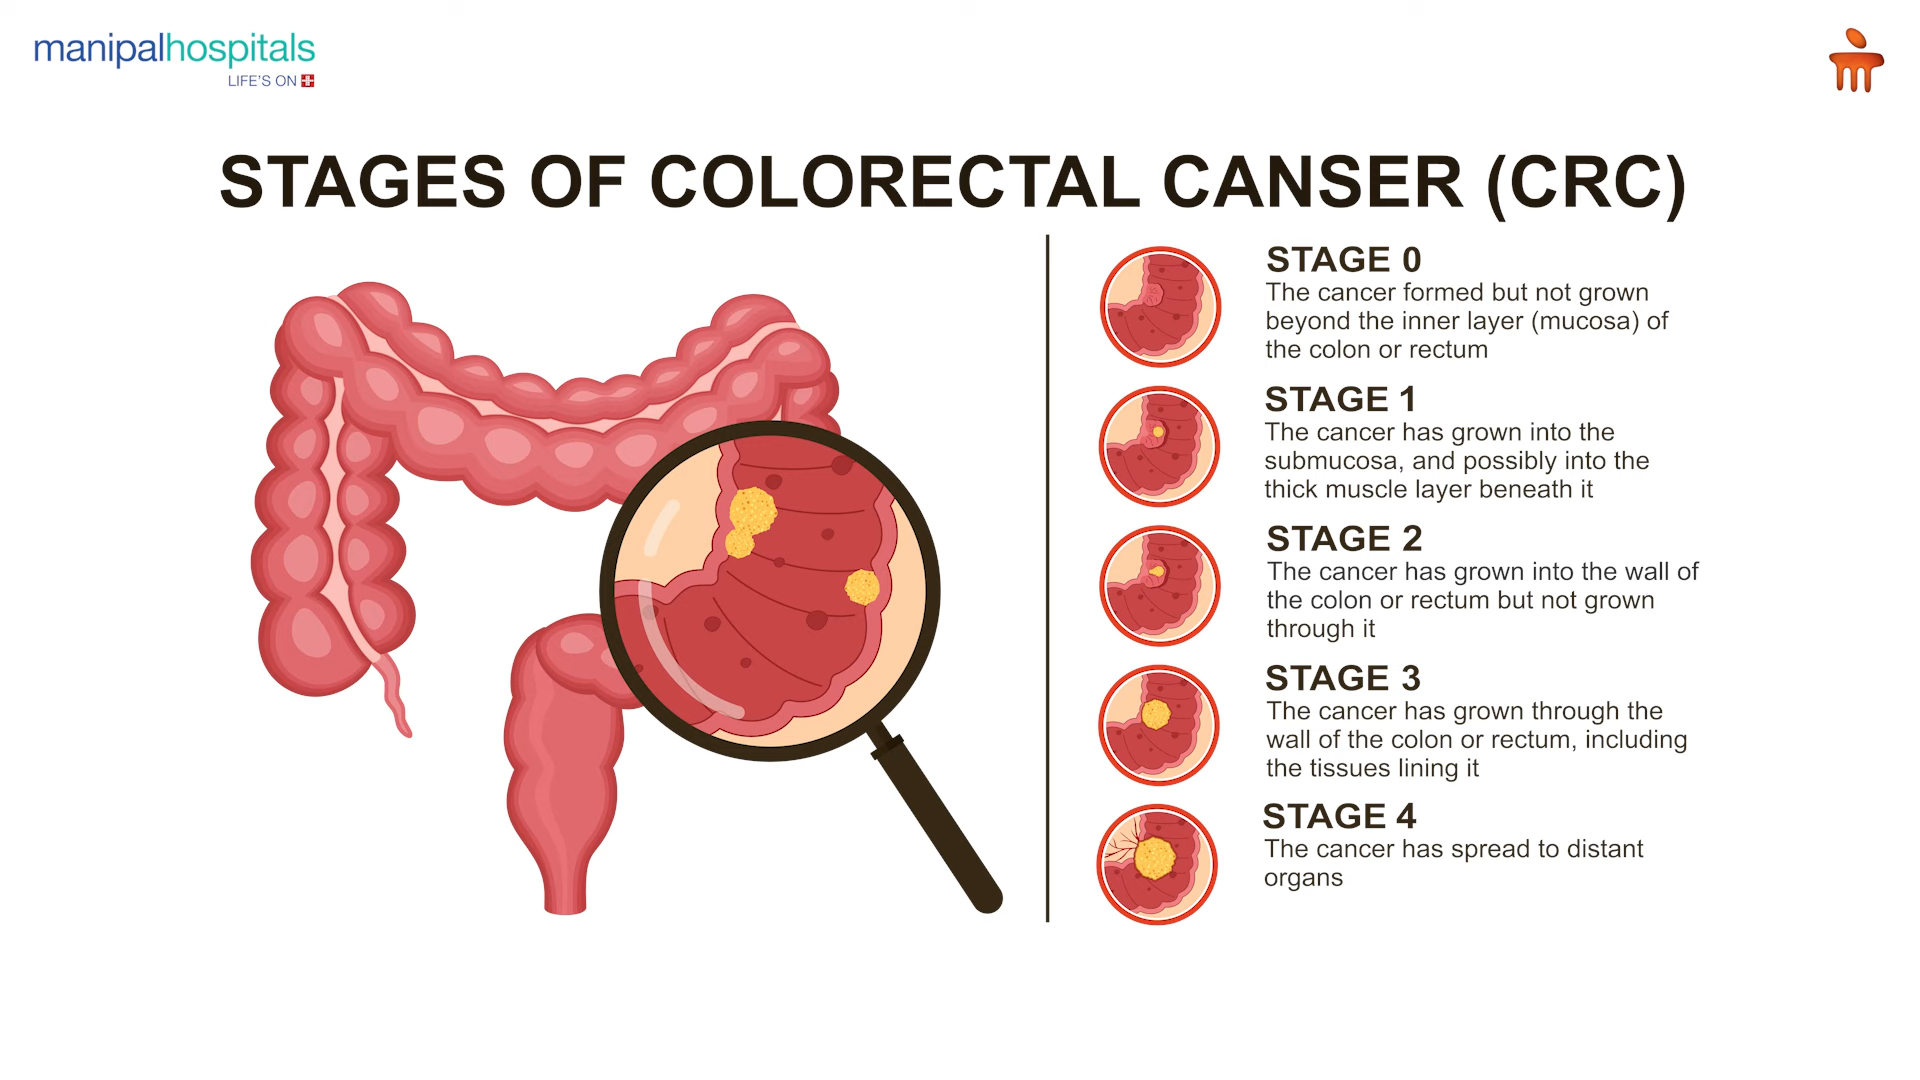 manipalhospitals
LIFE'S ON
STAGES OF COLORECTAL CANSER (CRC)
STAGE 0
The cancer formed but not grown
beyond the inner layer (mucosa) of
the colon or rectum
STAGE 1
The cancer has grown into the
submucosa, and possibly into the
thick muscle layer beneath it
STAGE 2
The cancer has grown into the wall of
the colon or rectum but not grown
through it
STAGE 3
The cancer has grown through the
wall of the colon or rectum, including
the tissues lining it
STAGE 4
The cancer has spread to distant
organs